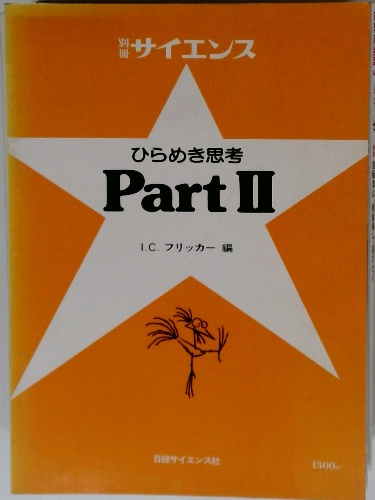 別冊 サイエンス
ひらめき思考
Part II
I.C. フリッカー 編
日経サイエンス社
1300円